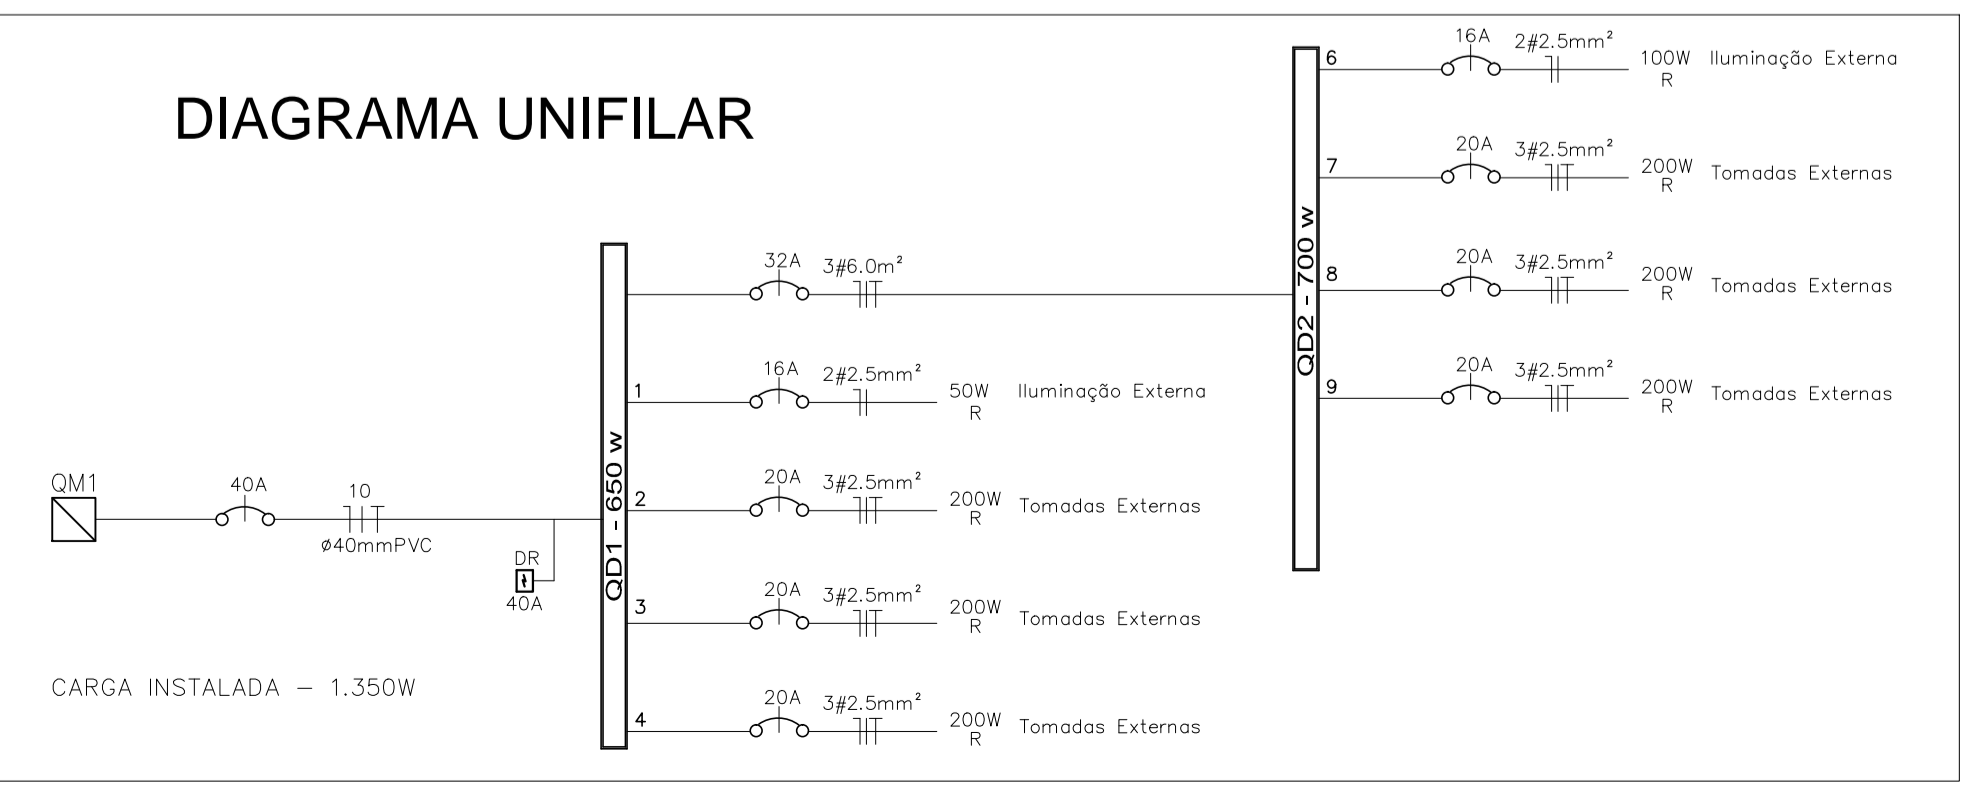 DIAGRAMA UNIFILAR
QM1
40A
10
ø40mmPVC
DR
40A
CARGA INSTALADA – 1.350W
QD1 - 650 w
32A 3#6.0m²
1 16A 2#2.5mm² 50W R Iluminação Externa
2 20A 3#2.5mm² 200W R Tomadas Externas
3 20A 3#2.5mm² 200W R Tomadas Externas
4 20A 3#2.5mm² 200W R Tomadas Externas
QD2 - 700 w
6 16A 2#2.5mm² 100W R Iluminação Externa
7 20A 3#2.5mm² 200W R Tomadas Externas
8 20A 3#2.5mm² 200W R Tomadas Externas
9 20A 3#2.5mm² 200W R Tomadas Externas